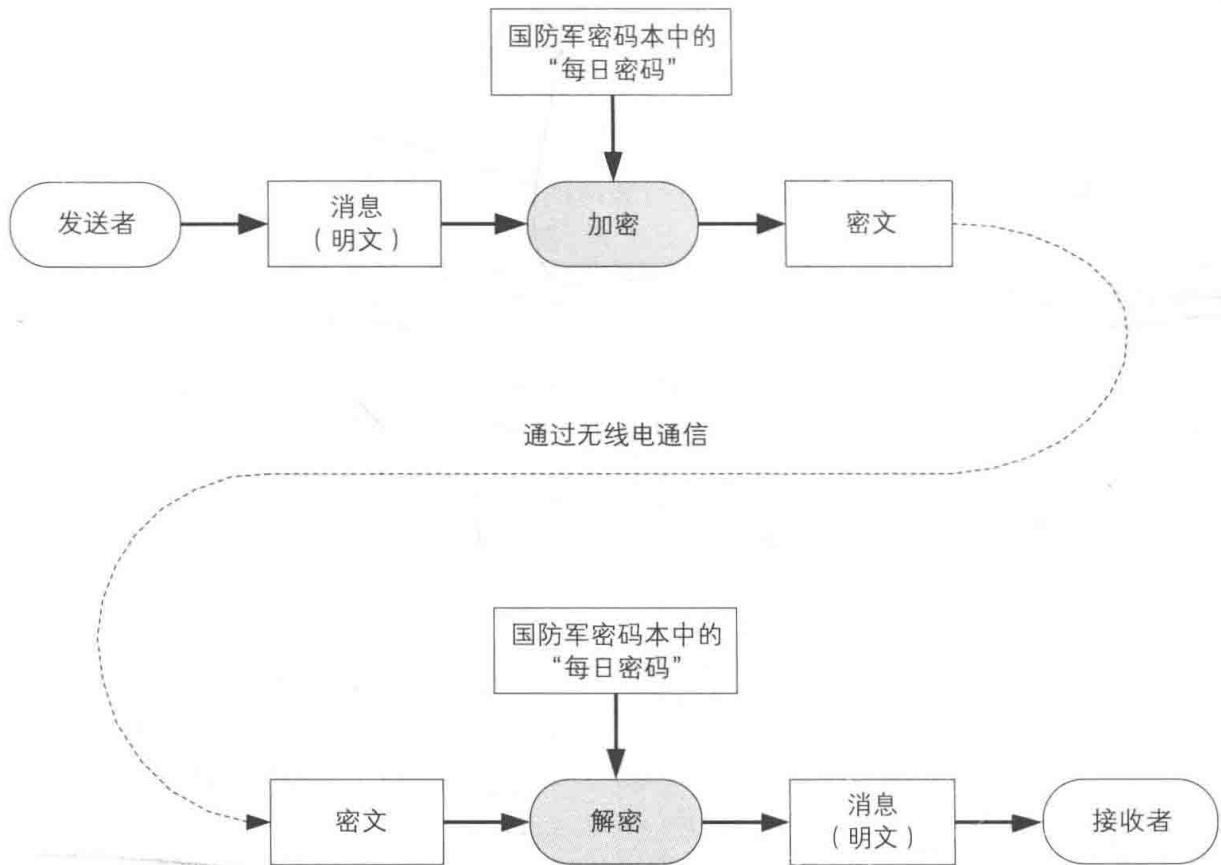 国防军密码本中的
“每日密码”
发送者
消息
（明文）
加密
密文
通过无线电通信
国防军密码本中的
“每日密码”
密文
解密
消息
（明文）
接收者